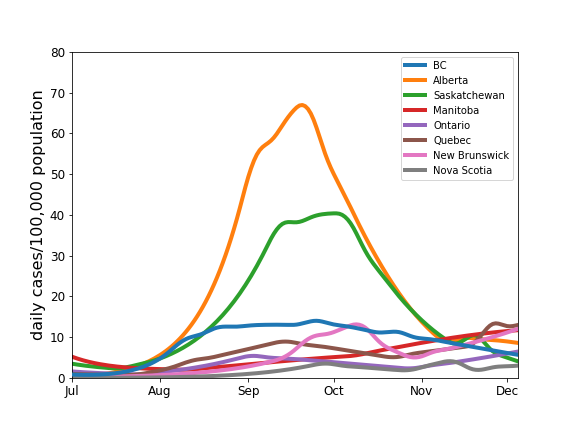 80
70
60
50
40
30
20
10
0
daily cases/100,000 population
Jul Aug Sep Oct Nov Dec
BC
Alberta
Saskatchewan
Manitoba
Ontario
Quebec
New Brunswick
Nova Scotia